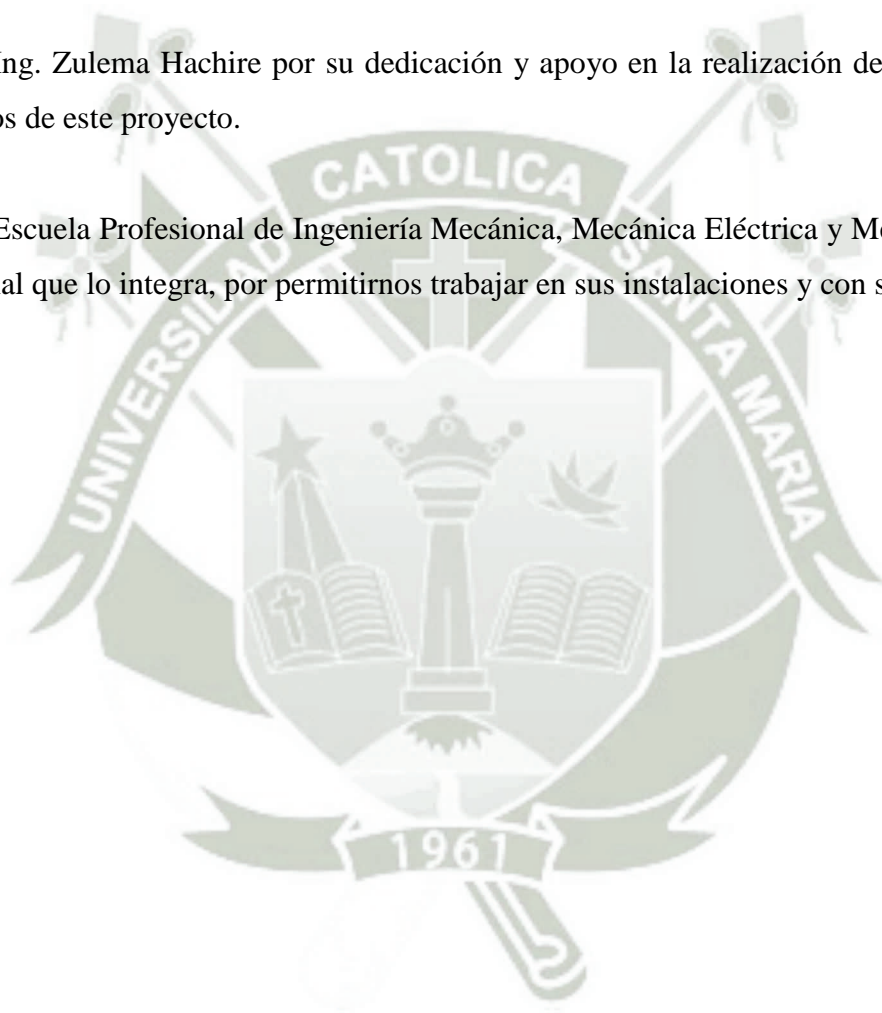 Ing. Zulema Hachire por su dedicación y apoyo en la realización de
os de este proyecto.
Escuela Profesional de Ingeniería Mecánica, Mecánica Eléctrica y Me
al que lo integra, por permitirnos trabajar en sus instalaciones y con s
UNIVERSIDAD CATOLICA SANTA MARIA
1961